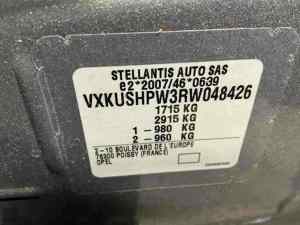 STELLANTIS AUTO SAS
e2*2007/46*0639
VXKUSHPW3RW048426
1715 KG
2915 KG
1 -980 KG
2 -960 KG
2 - 10 BOULEVARD DE L'EUROPE
78300 POISSY (FRANCE)
OPEL